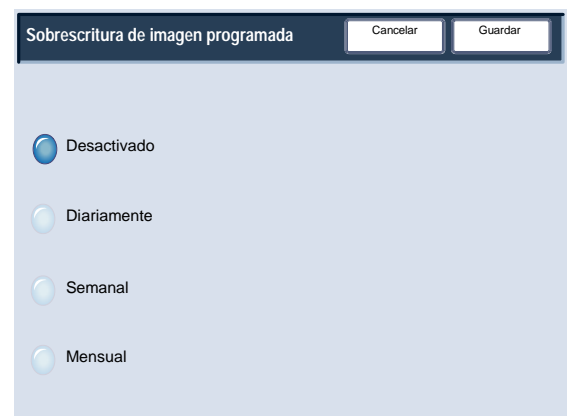 Sobrescritura de imagen programada
Cancelar
Guardar
Desactivado
Diariamente
Semanal
Mensual